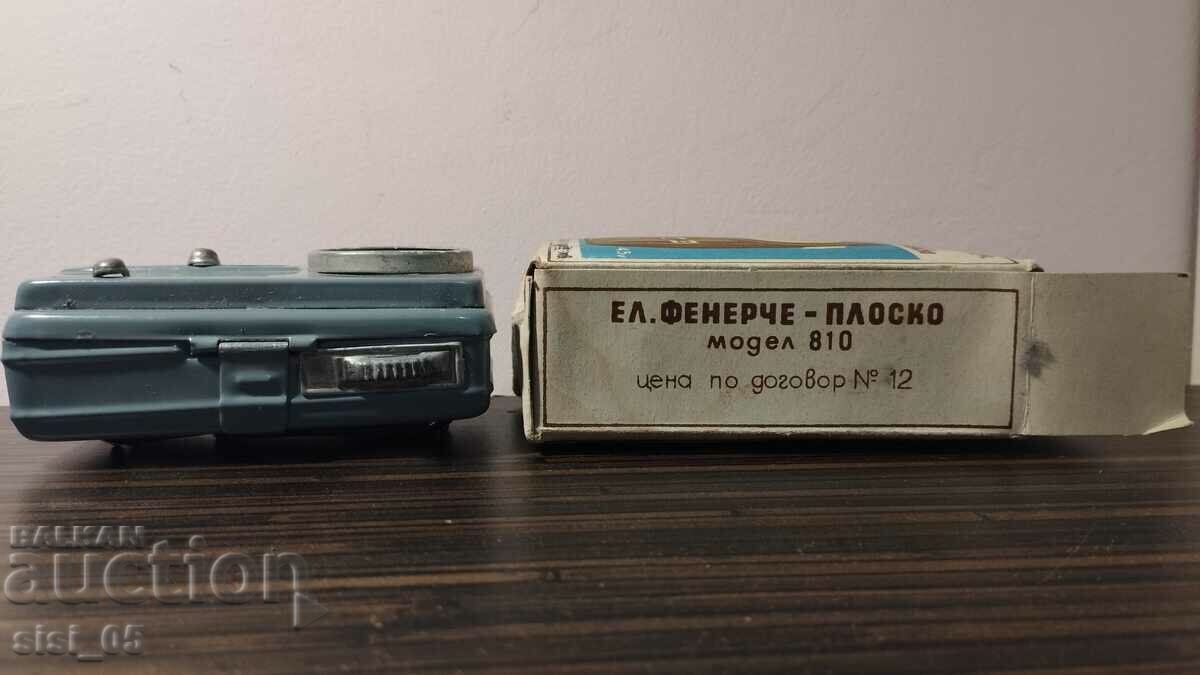 ЕЛ. ФЕНЕРЧЕ - ПЛОСКО
модел 810
цена по договор № 12
BALKAN
auction
sisi_05